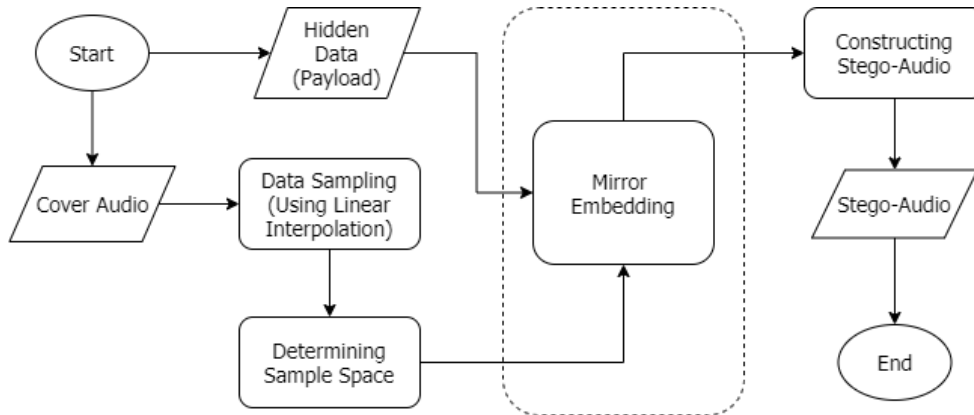 Start
Hidden
Data
(Payload)
Constructing
Stego-Audio
Cover Audio
Data Sampling
(Using Linear
Interpolation)
Mirror
Embedding
Stego-Audio
Determining
Sample Space
End